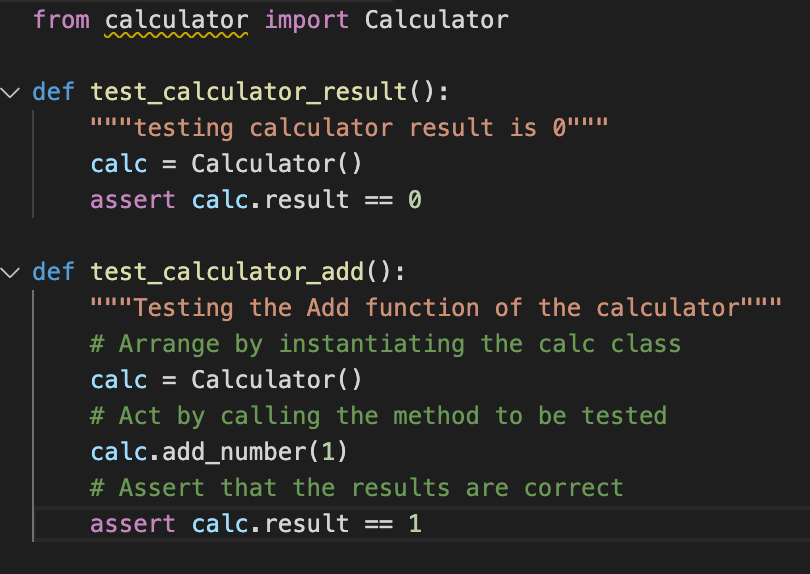 from calculator import Calculator
def test_calculator_result():
"""testing calculator result is 0"""
calc = Calculator()
assert calc.result == 0
def test_calculator_add():
"""Testing the Add function of the calculator"""
# Arrange by instantiating the calc class
calc = Calculator()
# Act by calling the method to be tested
calc.add_number(1)
# Assert that the results are correct
assert calc.result == 1